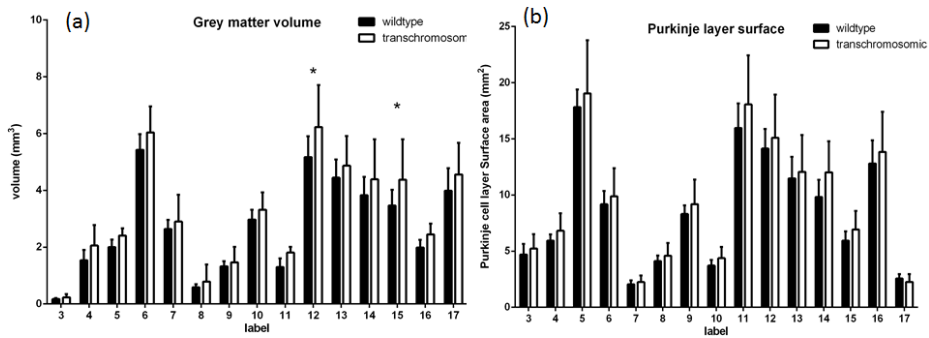 (a)
Grey matter volume
wildtype
transchromosom
volume (mm3)
10
8
6
4
2
0
*
*
3 4 5 6 7 8 9 10 11 12 13 14 15 16 17
label
(b)
Purkinje layer surface
wildtype
transchromosomic
Purkinje cell layer Surface area (mm2)
25
20
15
10
5
0
3 4 5 6 7 8 9 10 11 12 13 14 15 16 17
label